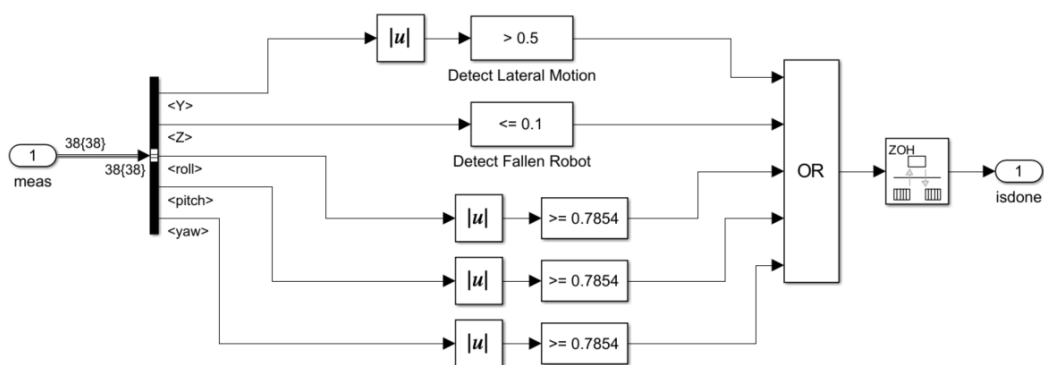 |u|
> 0.5
Detect Lateral Motion
<Y>
<= 0.1
<Z>
Detect Fallen Robot
38{38}
1
meas
38{38}
<roll>
OR
ZOH
1
isdone
<pitch>
|u|
>= 0.7854
<yaw>
|u|
>= 0.7854
|u|
>= 0.7854